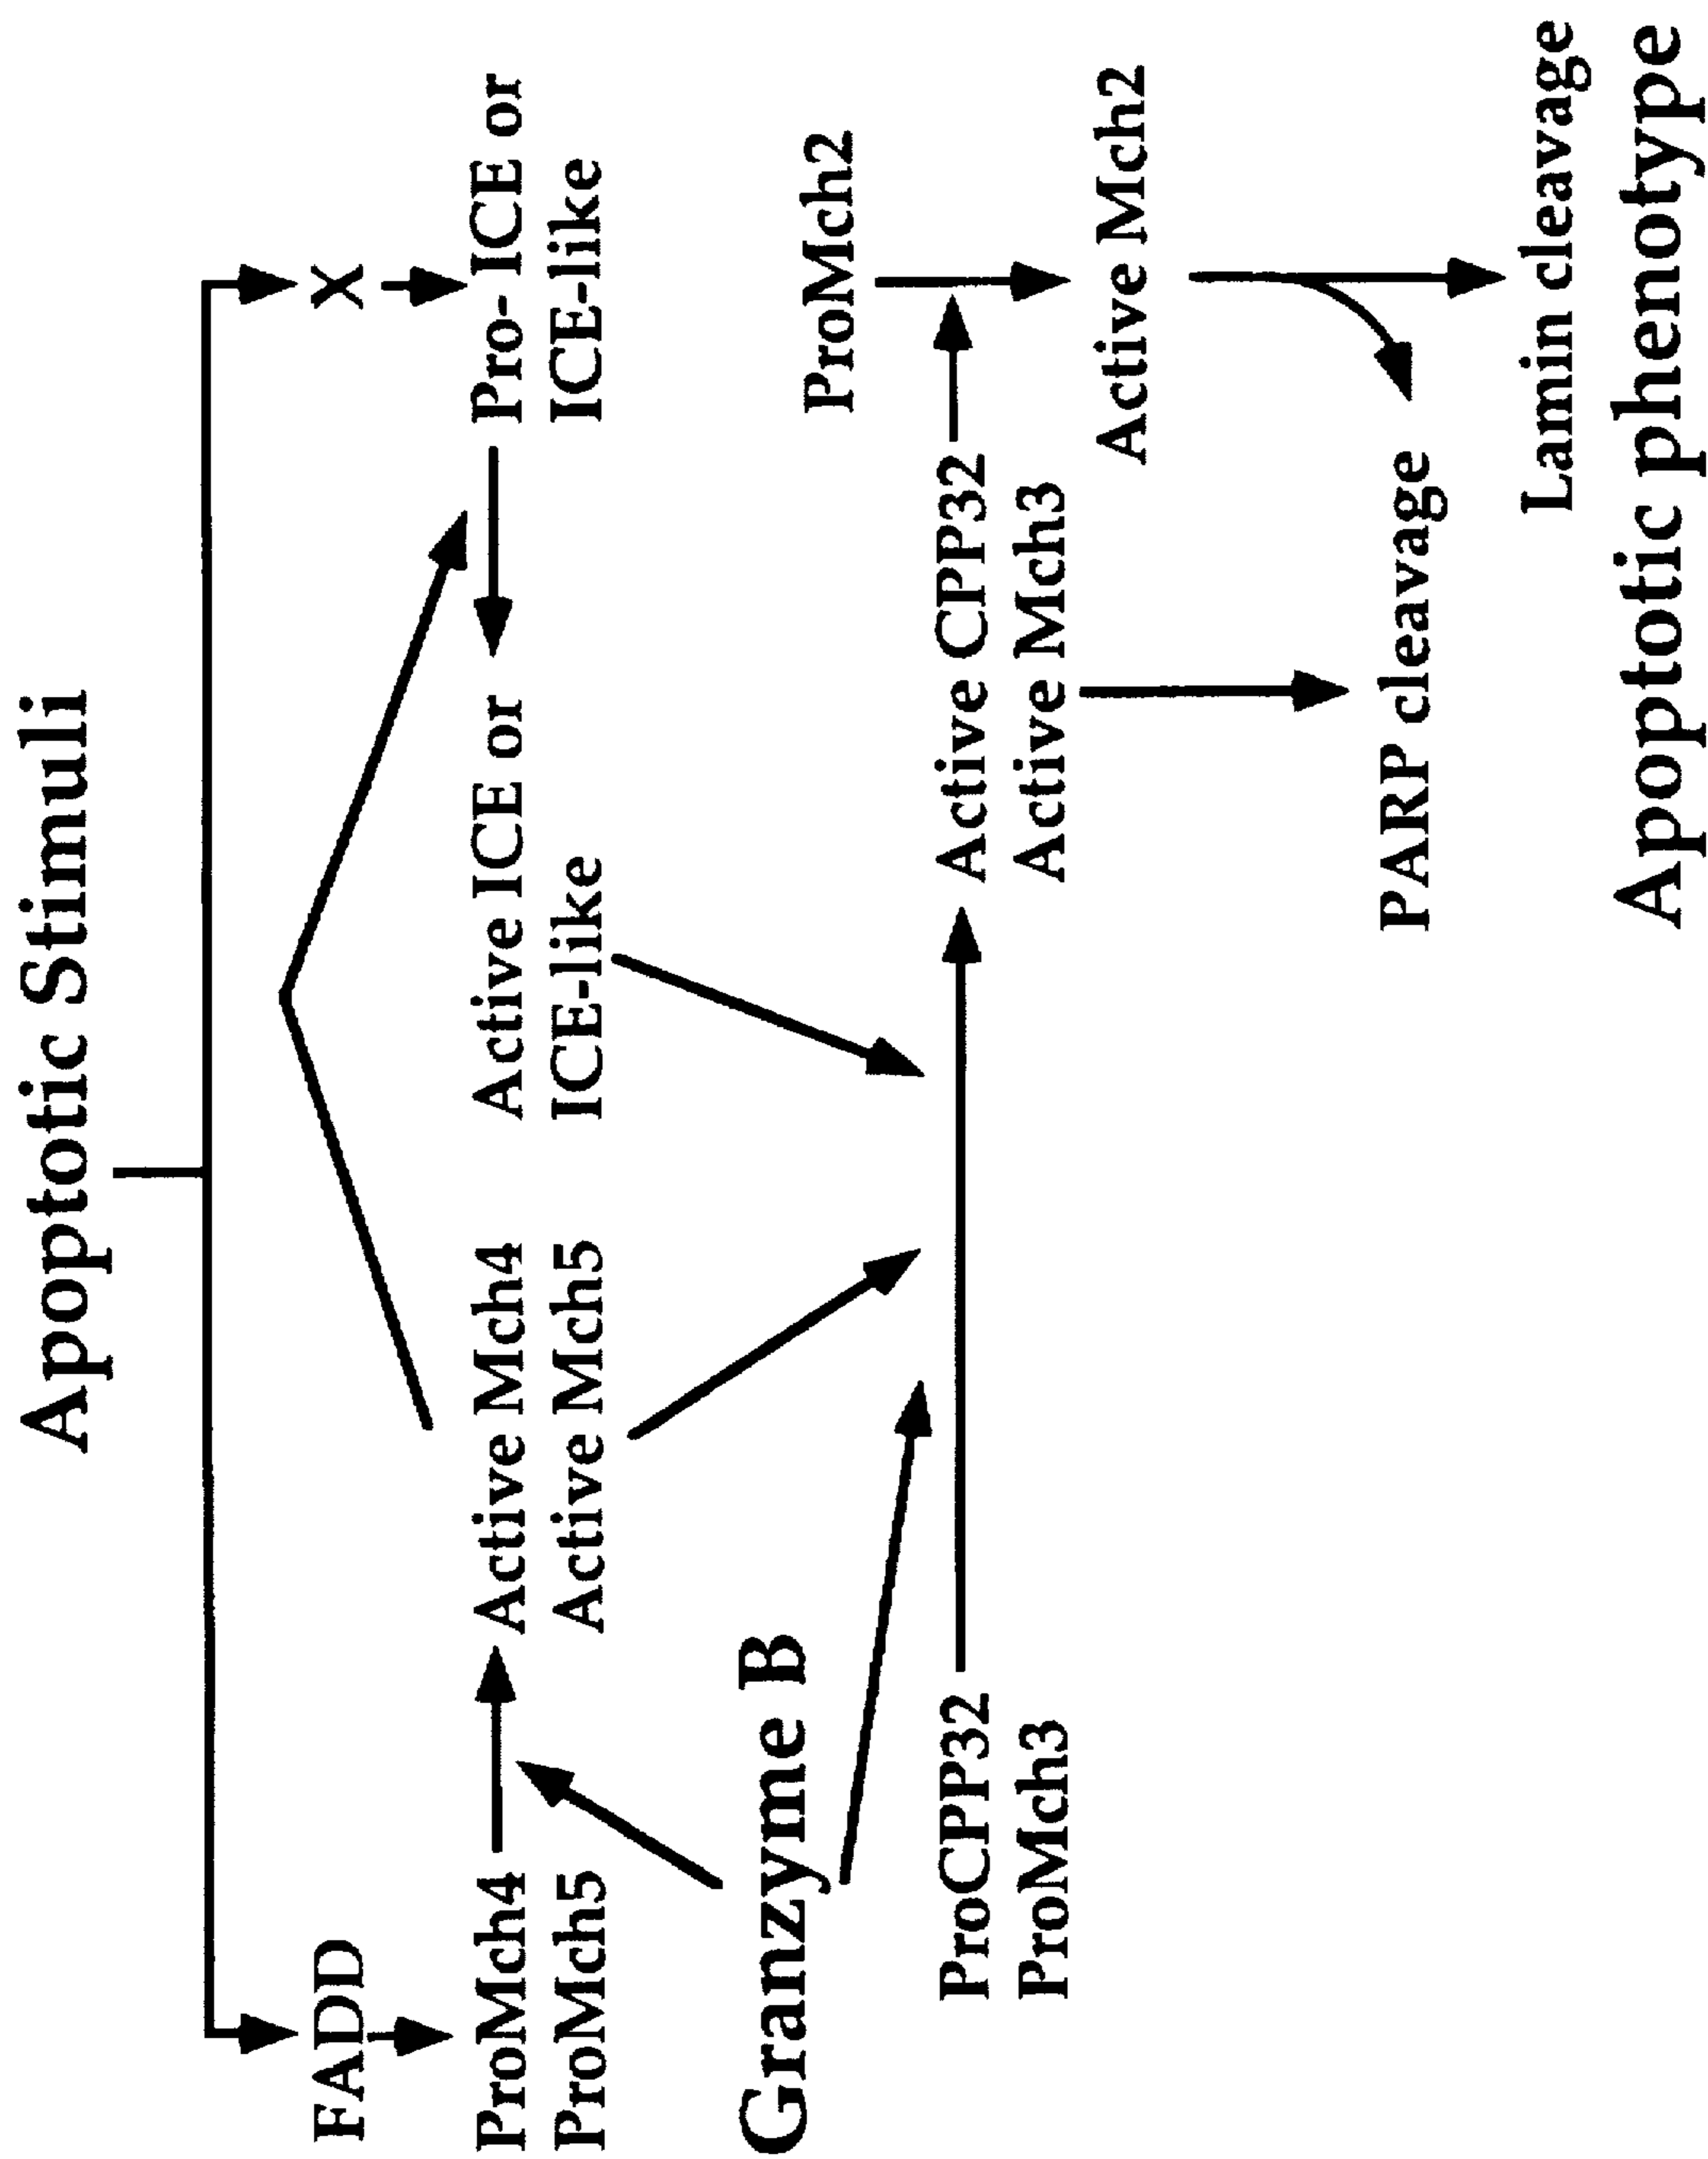 Apoptotic Stimuli
FADD
X
ProMch4
ProMch5
Active Mch4
Active Mch5
Active ICE or
ICE-like
Pro-ICE or
ICE-like
Granzyme B
ProMch2
ProCPP32
ProMch3
Active CPP32
Active Mch3
Active Mch2
PARP cleavage
Lamin cleavage
Apoptotic phenotype